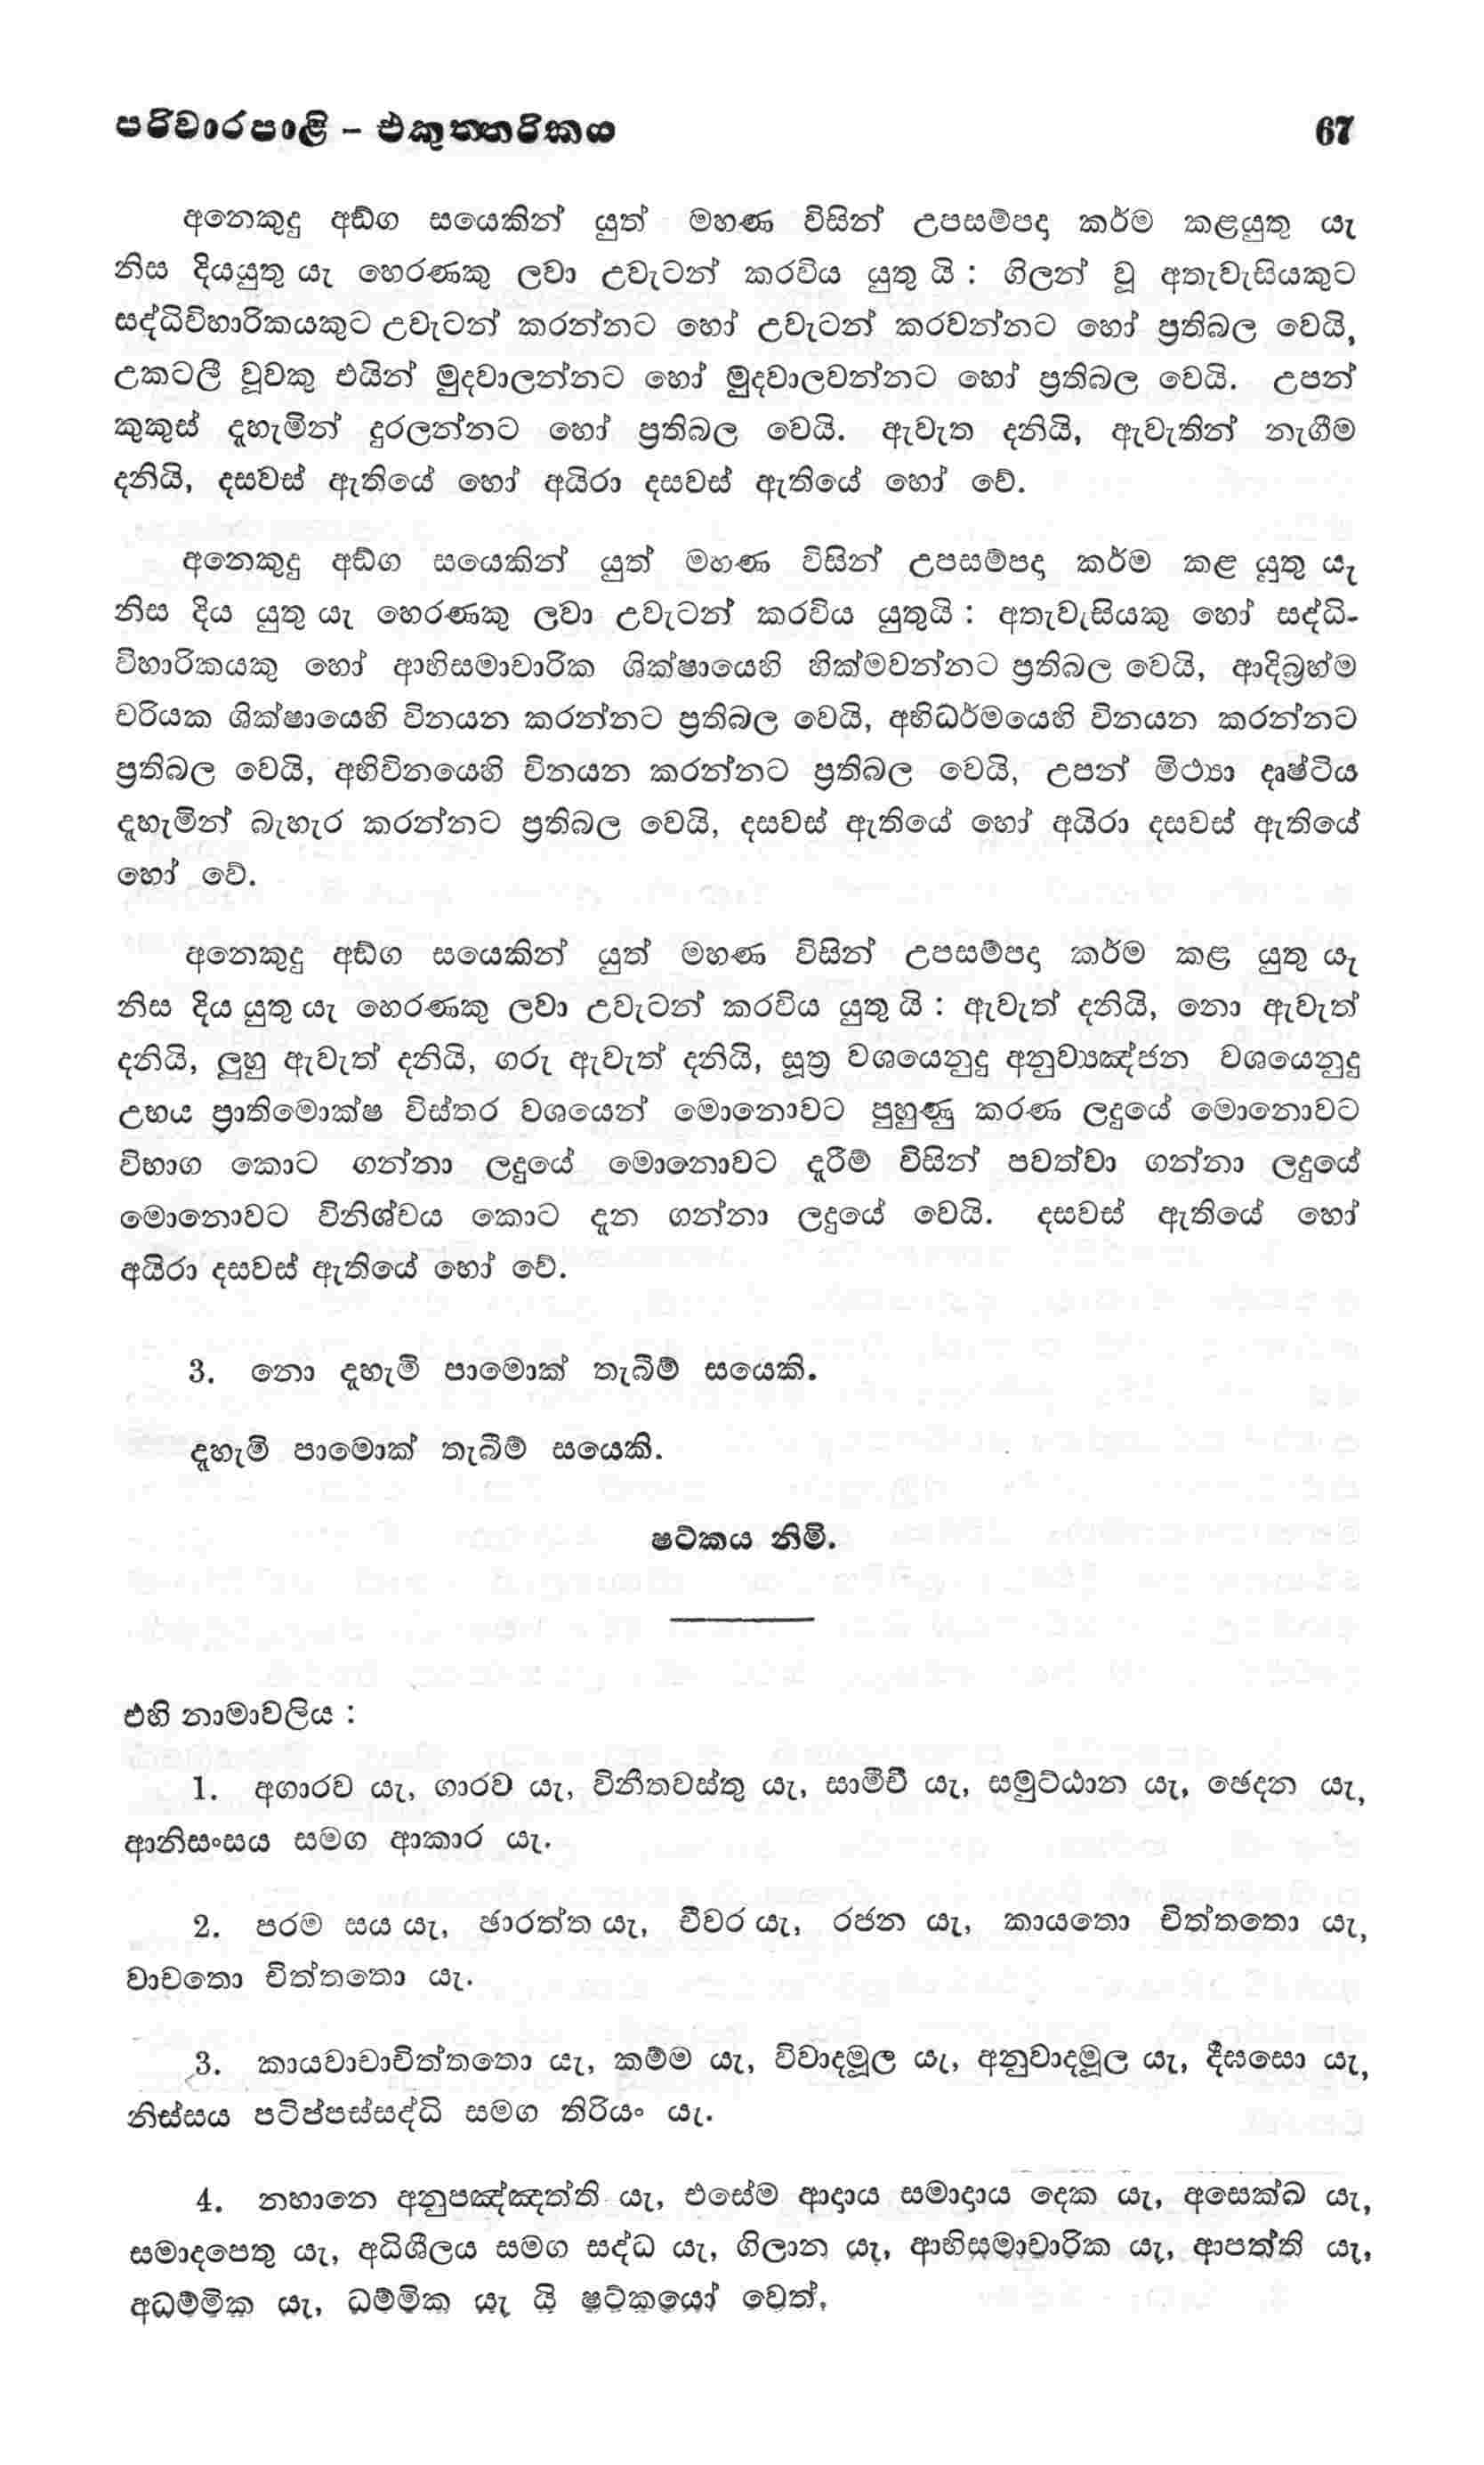 පරිවාරපාළි – එකුත්තරිකය 67
අනෙකුදු අඞ්ග සයෙකින් යුත් මහණ විසින් උපසම්පදා කර්ම කළයුතු යැ
නිස දියයුතු යැ හෙරණකු ලවා උවැටන් කරවිය යුතු යි : ගිලන් වූ අතැවැසියකුට
සද්ධිවිහාරිකයකුට උවැටන් කරන්නට හෝ උවැටන් කරවන්නට හෝ ප්‍රතිබල වෙයි,
උකටලී වූවකු එයින් මුදවාලන්නට හෝ මුදවාලවන්නට හෝ ප්‍රතිබල වෙයි. උපන්
කුකුස් දැහැමින් දුරලන්නට හෝ ප්‍රතිබල වෙයි. ඇවැත දනියි, ඇවැතින් නැගීම
දනියි, දසවස් ඇතියේ හෝ අයිරා දසවස් ඇතියේ හෝ වේ.
අනෙකුදු අඞ්ග සයෙකින් යුත් මහණ විසින් උපසම්පදා කර්ම කළ යුතු යැ
නිස දිය යුතු යැ හෙරණකු ලවා උවැටන් කරවිය යුතුයි : අතැවැසියකු හෝ සද්ධි-
විහාරිකයකු හෝ ආභිසමාචාරික ශික්ෂායෙහි හික්මවන්නට ප්‍රතිබල වෙයි, ආදිබ්‍රහ්ම
චරියක ශික්ෂායෙහි විනයන කරන්නට ප්‍රතිබල වෙයි, අභිධර්මයෙහි විනයන කරන්නට
ප්‍රතිබල වෙයි, අභිවිනයෙහි විනයන කරන්නට ප්‍රතිබල වෙයි, උපන් මිථ්‍යා දෘෂ්ටිය
දැහැමින් බැහැර කරන්නට ප්‍රතිබල වෙයි, දසවස් ඇතියේ හෝ අයිරා දසවස් ඇතියේ
හෝ වේ.
අනෙකුදු අඞ්ග සයෙකින් යුත් මහණ විසින් උපසම්පදා කර්ම කළ යුතු යැ
නිස දිය යුතු යැ හෙරණකු ලවා උවැටන් කරවිය යුතු යි : ඇවැත් දනියි, නො ඇවැත්
දනියි, ලුහු ඇවැත් දනියි, ගරු ඇවැත් දනියි, සූත්‍ර වශයෙනුදු අනුව්‍යඤ්ජන වශයෙනුදු
උභය ප්‍රාතිමොක්ෂ විස්තර වශයෙන් මොනොවට පුහුණු කරණ ලදුයේ මොනොවට
විභාග කොට ගන්නා ලදුයේ මොනොවට දැරීම් විසින් පවත්වා ගන්නා ලදුයේ
මොනොවට විනිශ්චය කොට දැන ගන්නා ලදුයේ වෙයි. දසවස් ඇතියේ හෝ
අයිරා දසවස් ඇතියේ හෝ වේ.
3. නො දැහැමි පාමොක් තැබිම් සයෙකි.
දැහැමි පාමොක් තැබීම් සයෙකි.
ෂට්කය නිමි.
එහි නාමාවලිය :
1. අගාරව යැ, ගාරව යැ, විනීතවස්තු යැ, සාමීචී යැ, සමුට්ඨාන යැ, ඡෙදන යැ,
ආනිසංසය සමග ආකාර යැ.
2. පරම සය යැ, ඡාරත්ත යැ, චීවර යැ, රජන යැ, කායතො චිත්තතො යැ,
වාචතො චිත්තතො යැ.
3. කායවාචාචිත්තතො යැ, කම්ම යැ, විවාදමූල යැ, අනුවාදමූල යැ, දීඝසො යැ,
නිස්සය පටිප්පස්සද්ධි සමග තිරියං යැ.
4. නහානෙ අනුපඤ්ඤත්ති යැ, එසේම ආදාය සමාදාය දෙක යැ, අසෙක්ඛ යැ,
සමාදපෙතු යැ, අධිශීලය සමග සද්ධ යැ, ගිලාන යැ, ආභිසමාචාරික යැ, ආපත්ති යැ,
අධම්මික යැ, ධම්මික යැ යි ෂට්කයෝ වෙත්.